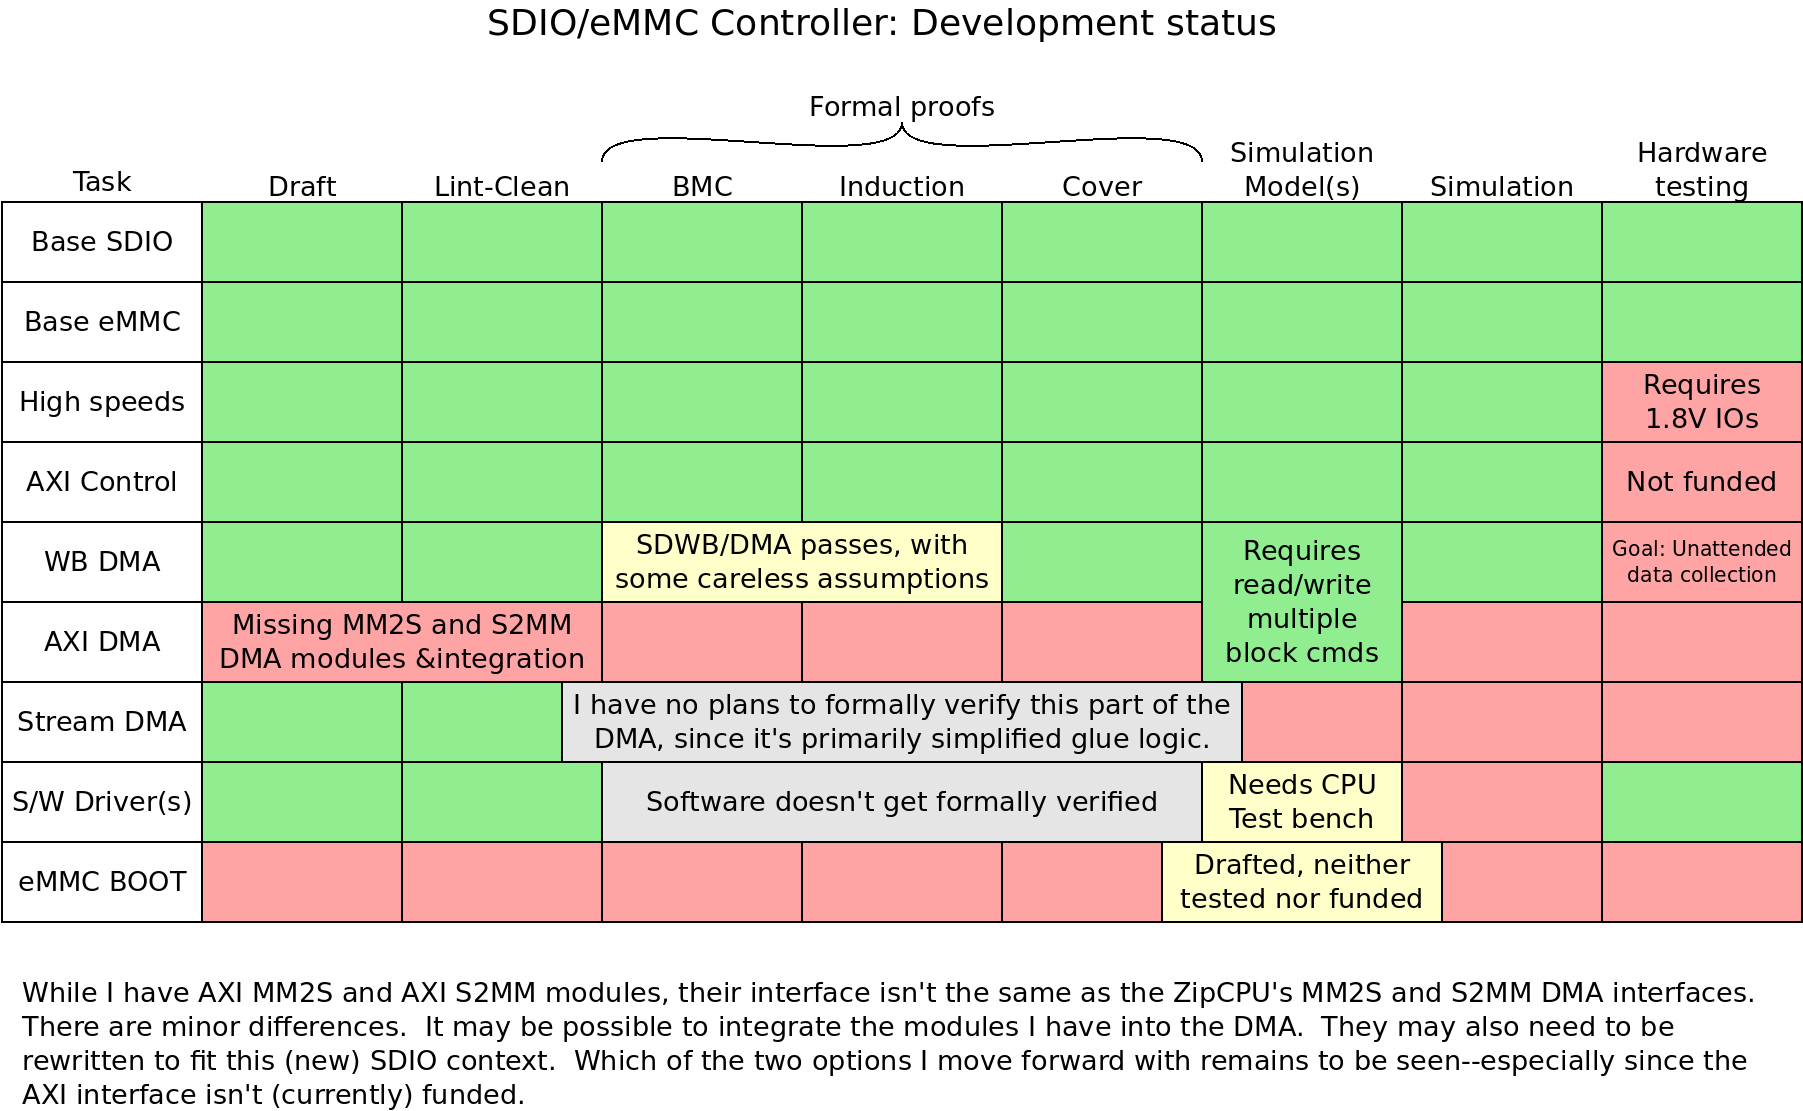 SDIO/eMMC Controller: Development status
Formal proofs
Task
Draft
Lint-Clean
BMC
Induction
Cover
Simulation
Model(s)
Simulation
Hardware
testing
Base SDIO
Base eMMC
High speeds
Requires
1.8V IOs
AXI Control
Not funded
WB DMA
SDWB/DMA passes, with
some careless assumptions
Requires
read/write
multiple
block cmds
Goal: Unattended
data collection
AXI DMA
Missing MM2S and S2MM
DMA modules &integration
Stream DMA
I have no plans to formally verify this part of the
DMA, since it's primarily simplified glue logic.
S/W Driver(s)
Software doesn't get formally verified
Needs CPU
Test bench
eMMC BOOT
Drafted, neither
tested nor funded
While I have AXI MM2S and AXI S2MM modules, their interface isn't the same as the ZipCPU's MM2S and S2MM DMA interfaces.
There are minor differences.  It may be possible to integrate the modules I have into the DMA.  They may also need to be
rewritten to fit this (new) SDIO context.  Which of the two options I move forward with remains to be seen--especially since the
AXI interface isn't (currently) funded.